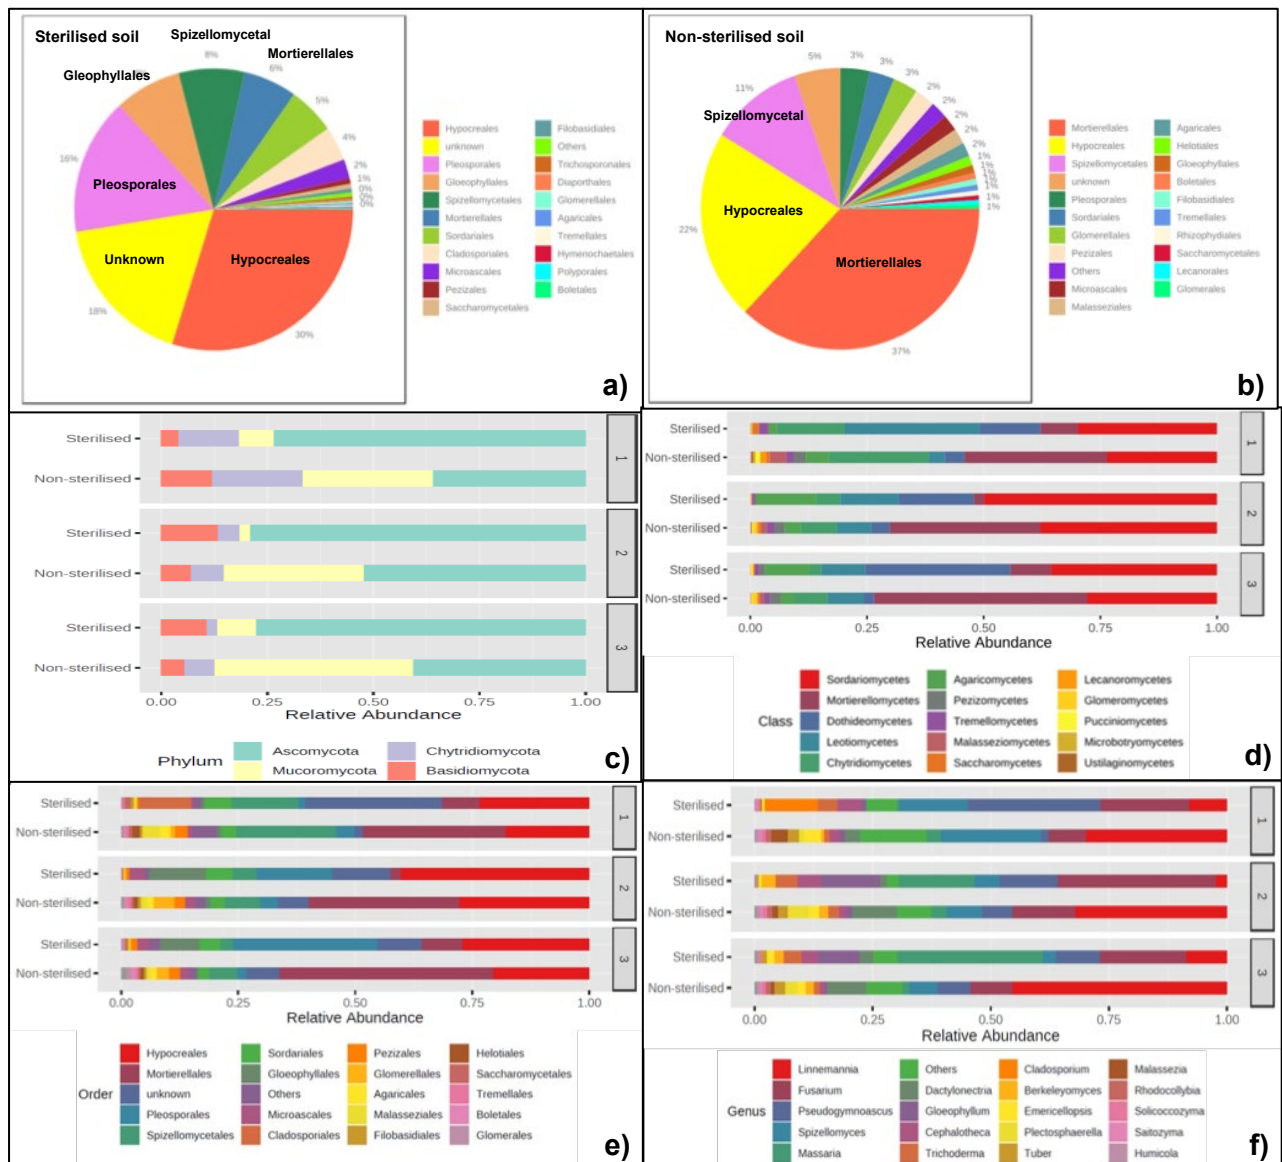 Sterilised soil
Spizellomycetal
8%
Mortierellales
6%
Gleophyllales
5%
4%
16%
Pleosporales
2%
1%
0%
0%
0%
Unknown
Hypocreales
18%
30%
Hypocreales
unknown
Pleosporales
Gloeophyllales
Spizellomycetales
Mortierellales
Sordariales
Cladosporiales
Microascales
Pezizales
Saccharomycetales
Filobasidiales
Others
Trichosporonales
Diaporthales
Glomerellales
Agaricales
Tremellales
Hymenochaetales
Polyporales
Boletales
a)
Non-sterilised soil
5%
3%
3%
3%
2%
2%
2%
2%
2%
1%
1%
1%
1%
1%
1%
11%
Spizellomycetal
Hypocreales
22%
Mortierellales
37%
Mortierellales
Hypocreales
Spizellomycetales
unknown
Pleosporales
Sordariales
Glomerellales
Pezizales
Others
Microascales
Malasseziales
Agaricales
Helotiales
Gloeophyllales
Boletales
Filobasidiales
Tremellales
Rhizophydiales
Saccharomycetales
Lecanorales
Glomerales
b)
Sterilised
Non-sterilised
1
Sterilised
Non-sterilised
2
Sterilised
Non-sterilised
3
0.00 0.25 0.50 0.75 1.00
Relative Abundance
Phylum
Ascomycota Chytridiomycota
Mucoromycota Basidiomycota
c)
Sterilised
Non-sterilised
1
Sterilised
Non-sterilised
2
Sterilised
Non-sterilised
3
0.00 0.25 0.50 0.75 1.00
Relative Abundance
Class
Sordariomycetes Agaricomycetes Lecanoromycetes
Mortierellomycetes Pezizomycetes Glomeromycetes
Dothideomycetes Tremellomycetes Pucciniomycetes
Leotiomycetes Malasseziomycetes Microbotryomycetes
Chytridiomycetes Saccharomycetes Ustilaginomycetes
d)
Sterilised
Non-sterilised
1
Sterilised
Non-sterilised
2
Sterilised
Non-sterilised
3
0.00 0.25 0.50 0.75 1.00
Relative Abundance
Order
Hypocreales Sordariales Pezizales Helotiales
Mortierellales Gloeophyllales Glomerellales Saccharomycetales
unknown Others Agaricales Tremellales
Pleosporales Microascales Malasseziales Boletales
Spizellomycetales Cladosporiales Filobasidiales Glomerales
e)
Sterilised
Non-sterilised
1
Sterilised
Non-sterilised
2
Sterilised
Non-sterilised
3
0.00 0.25 0.50 0.75 1.00
Relative Abundance
Genus
Linnemannia Others Cladosporium Malassezia
Fusarium Dactylonectria Berkeleyomyces Rhodocollybia
Pseudogymnoascus Gloeophyllum Emericellopsis Solicoccozyma
Spizellomyces Cephalotheca Plectosphaerella Saitozyma
Massaria Trichoderma Tuber Humicola
f)